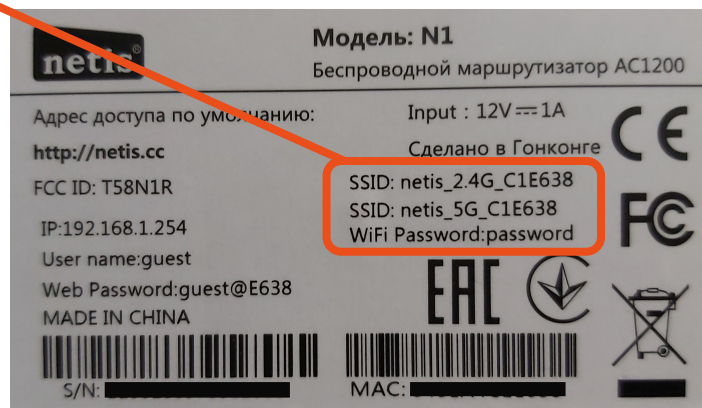 netis®
Модель: N1
Беспроводной маршрутизатор AC1200
Адрес доступа по умолчанию:
http://netis.cc
FCC ID: T58N1R
IP:192.168.1.254
User name:guest
Web Password:guest@E638
MADE IN CHINA
S/N:
Input : 12V⎓1A
Сделано в Гонконге
SSID: netis_2.4G_C1E638
SSID: netis_5G_C1E638
WiFi Password:password
MAC:
CE
FC
EAC